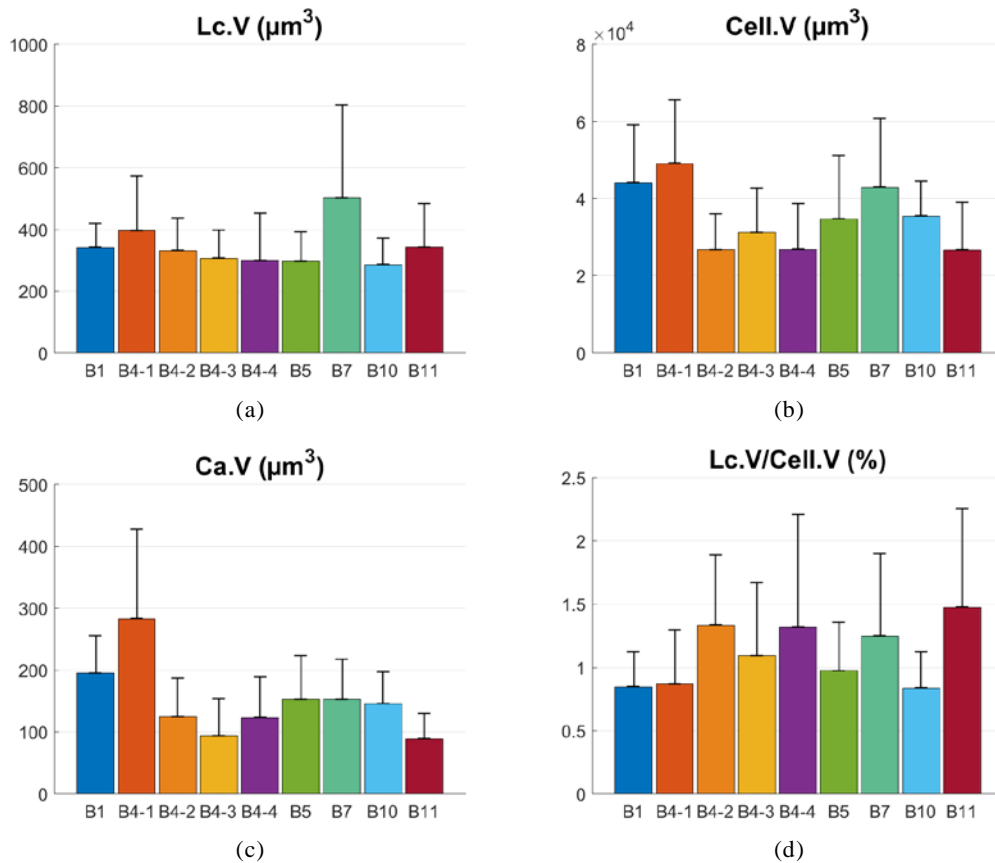 Lc.V (µm³)
1000
800
600
400
200
0
B1 B4-1 B4-2 B4-3 B4-4 B5 B7 B10 B11
(a)
Cell.V (µm³)
×10⁴
8
6
4
2
0
B1 B4-1 B4-2 B4-3 B4-4 B5 B7 B10 B11
(b)
Ca.V (µm³)
500
400
300
200
100
0
B1 B4-1 B4-2 B4-3 B4-4 B5 B7 B10 B11
(c)
Lc.V/Cell.V (%)
2.5
2
1.5
1
0.5
0
B1 B4-1 B4-2 B4-3 B4-4 B5 B7 B10 B11
(d)